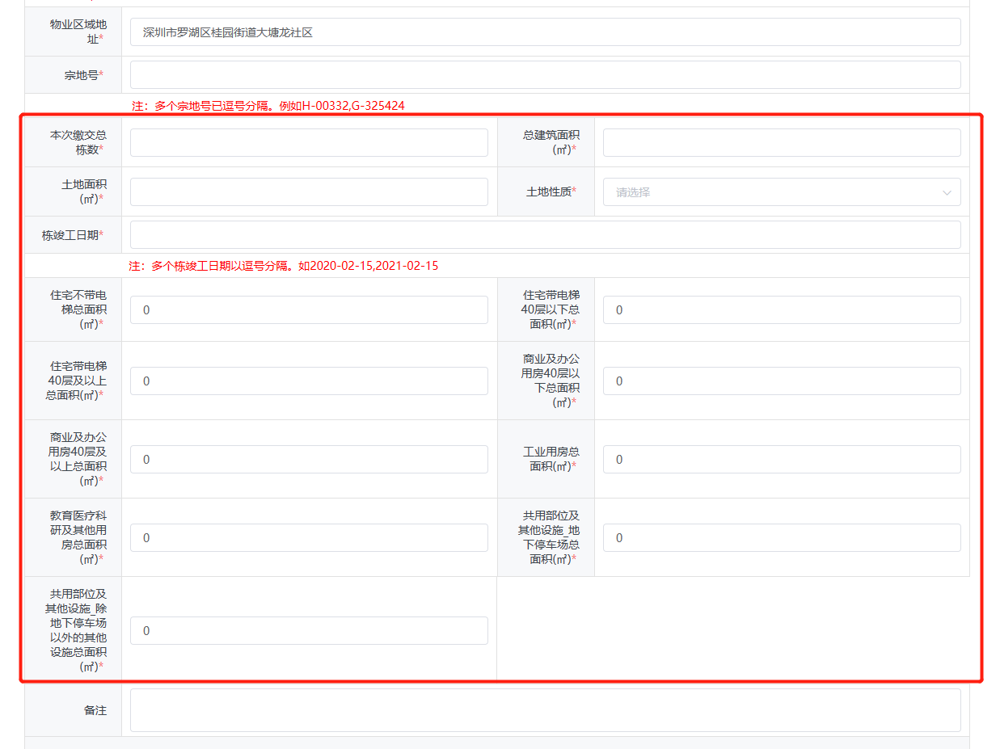 物业区域地
址*
深圳市罗湖区桂园街道大塘龙社区
宗地号*
注：多个宗地号已逗号分隔。例如H-00332,G-325424
本次缴交总
栋数*
总建筑面积
(㎡)*
土地面积
(㎡)*
土地性质*
请选择
栋竣工日期*
注：多个栋竣工日期以逗号分隔。如2020-02-15,2021-02-15
住宅不带电
梯总面积
(㎡)*
0
住宅带电梯
40层以下总
面积(㎡)*
0
住宅带电梯
40层及以上
总面积(㎡)*
0
商业及办公
用房40层以
下总面积
(㎡)*
0
商业及办公
用房40层及
以上总面积
(㎡)*
0
工业用房总
面积(㎡)*
0
教育医疗科
研及其他用
房总面积
(㎡)*
0
共用部位及
其他设施_地
下停车场总
面积(㎡)*
0
共用部位及
其他设施_除
地下停车场
以外的其他
设施总面积
(㎡)*
0
备注